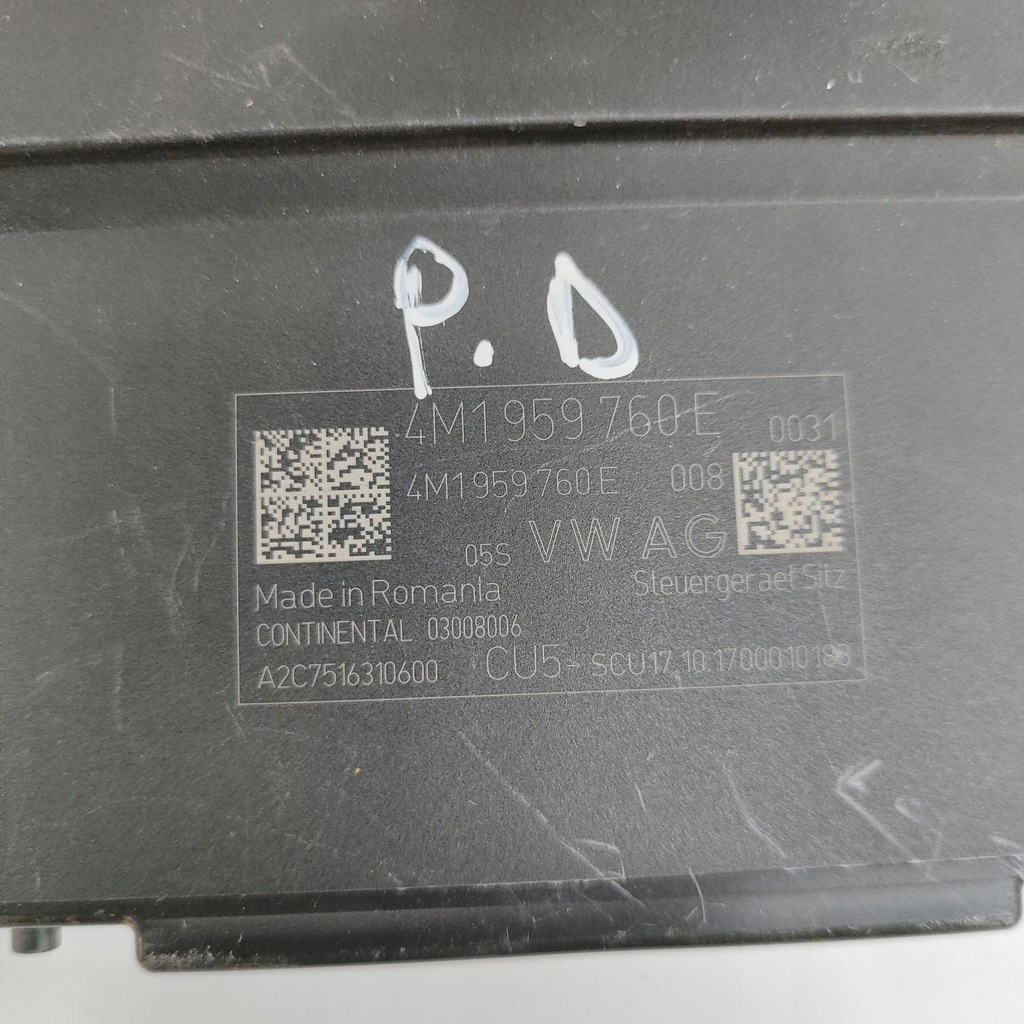 P.D
4M1 959 760 E 0031
4M1 959 760 E 008
05S VW AG
Made in Romania Steuergeraet Sitz
CONTINENTAL 03008006
A2C7516310600 CU5- SCU17.10.1700010183